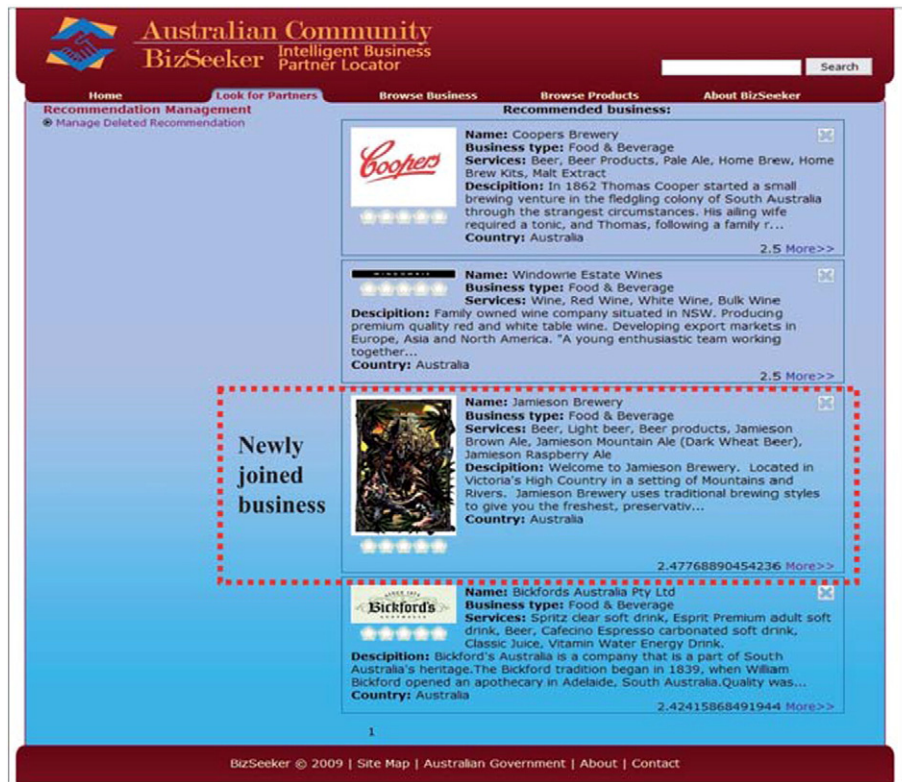 Australian Community
BizSeeker Intelligent Business
Partner Locator
Search
Home Look for Partners Browse Business Browse Products About BizSeeker
Recommendation Management
Manage Deleted Recommendation
Recommended business:
Coopers
Name: Coopers Brewery
Business type: Food & Beverage
Services: Beer, Beer Products, Pale Ale, Home Brew, Home
Brew Kits, Malt Extract
Descipition: In 1862 Thomas Cooper started a small
brewing venture in the fledgling colony of South Australia
through the strangest circumstances. His ailing wife
required a tonic, and Thomas, following a family r...
Country: Australia
2.5 More>>
WINDOWRIE
Name: Windowrie Estate Wines
Business type: Food & Beverage
Services: Wine, Red Wine, White Wine, Bulk Wine
Descipition: Family owned wine company situated in NSW. Producing
premium quality red and white table wine. Developing export markets in
Europe, Asia and North America. "A young enthusiastic team working
together...
Country: Australia
2.5 More>>
Newly
joined
business
Name: Jamieson Brewery
Business type: Food & Beverage
Services: Beer, Light beer, Beer products, Jamieson
Brown Ale, Jamieson Mountain Ale (Dark Wheat Beer),
Jamieson Raspberry Ale
Descipition: Welcome to Jamieson Brewery. Located in
Victoria's High Country in a setting of Mountains and
Rivers. Jamieson Brewery uses traditional brewing styles
to give you the freshest, preservativ...
Country: Australia
2.47768890454236 More>>
SINCE 1874
Bickford's
AUSTRALIA
Name: Bickfords Australia Pty Ltd
Business type: Food & Beverage
Services: Spritz clear soft drink, Esprit Premium adult soft
drink, Beer, Cafecino Espresso carbonated soft drink,
Classic Juice, Vitamin Water Energy Drink.
Descipition: Bickford's Australia is a company that is a part of South
Australia's heritage.The Bickford tradition began in 1839, when William
Bickford opened an apothecary in Adelaide, South Australia.Quality was...
Country: Australia
2.42415868491944 More>>
1
BizSeeker © 2009 | Site Map | Australian Government | About | Contact